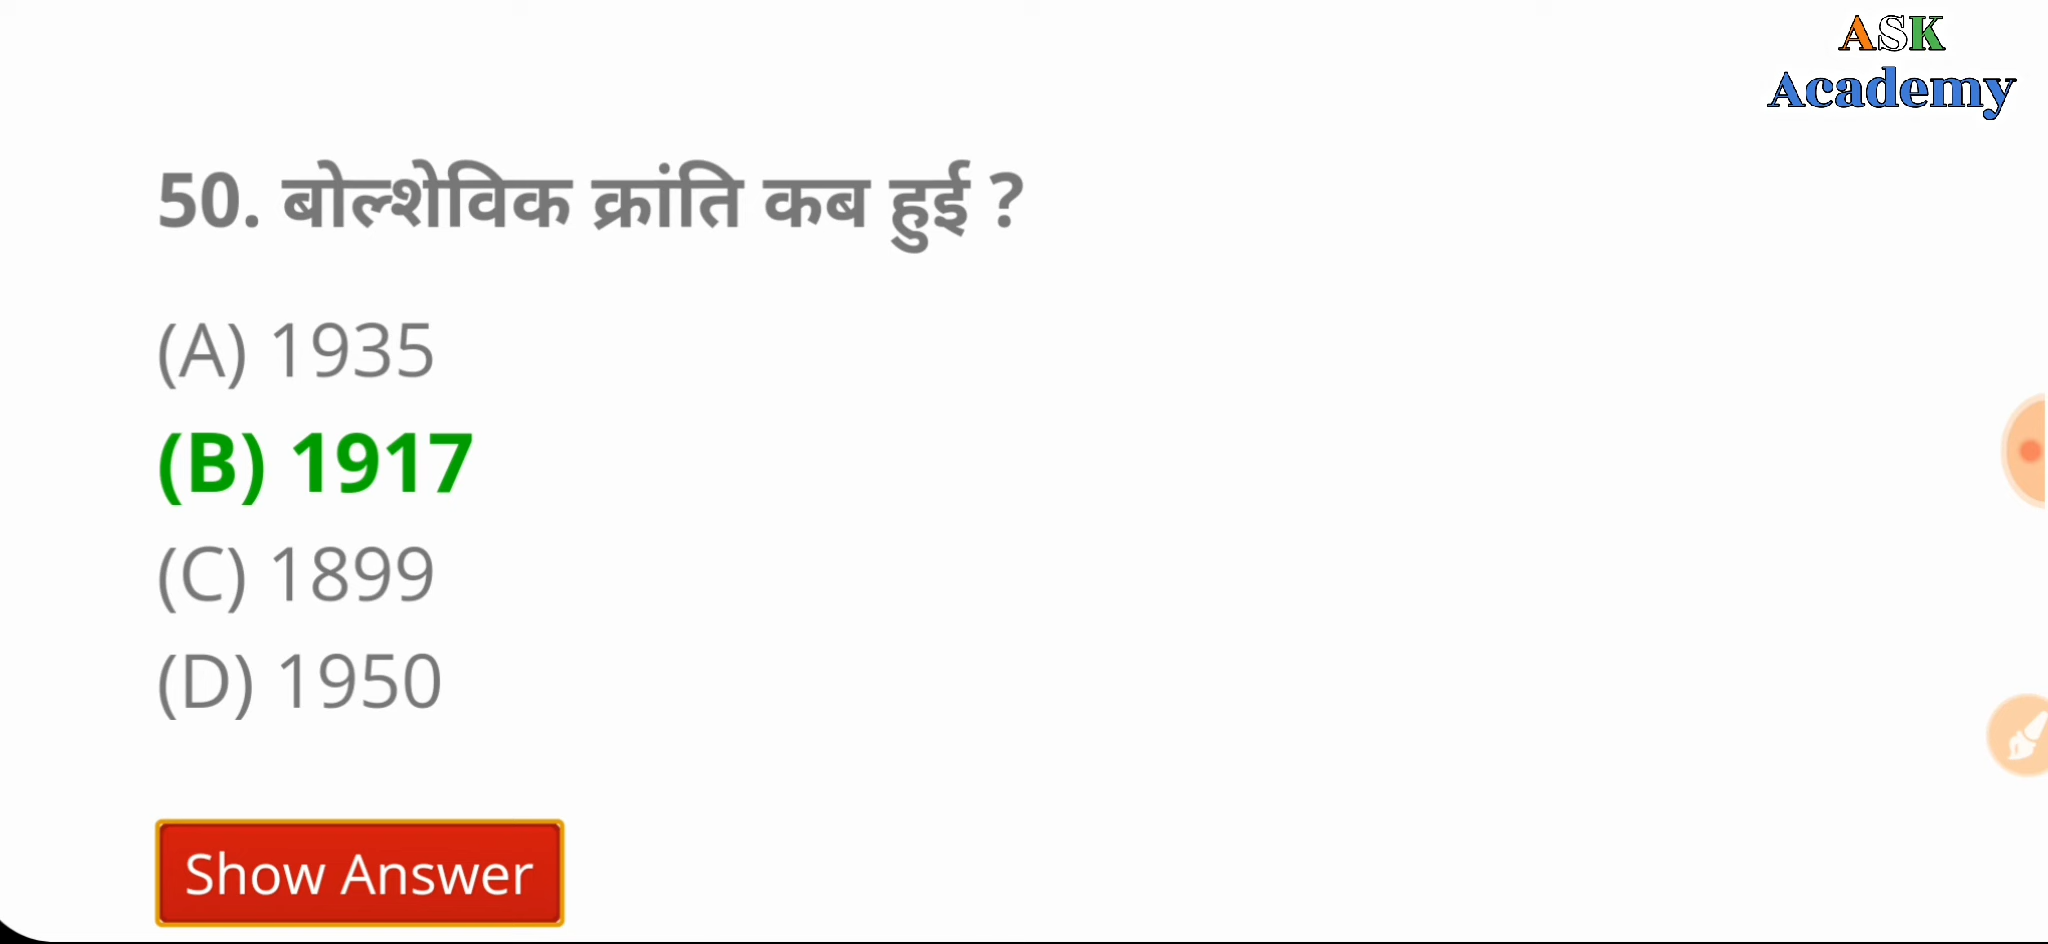 ASK
Academy
50. बोल्शेविक क्रांति कब हुई ?
(A) 1935
(B) 1917
(C) 1899
(D) 1950
Show Answer